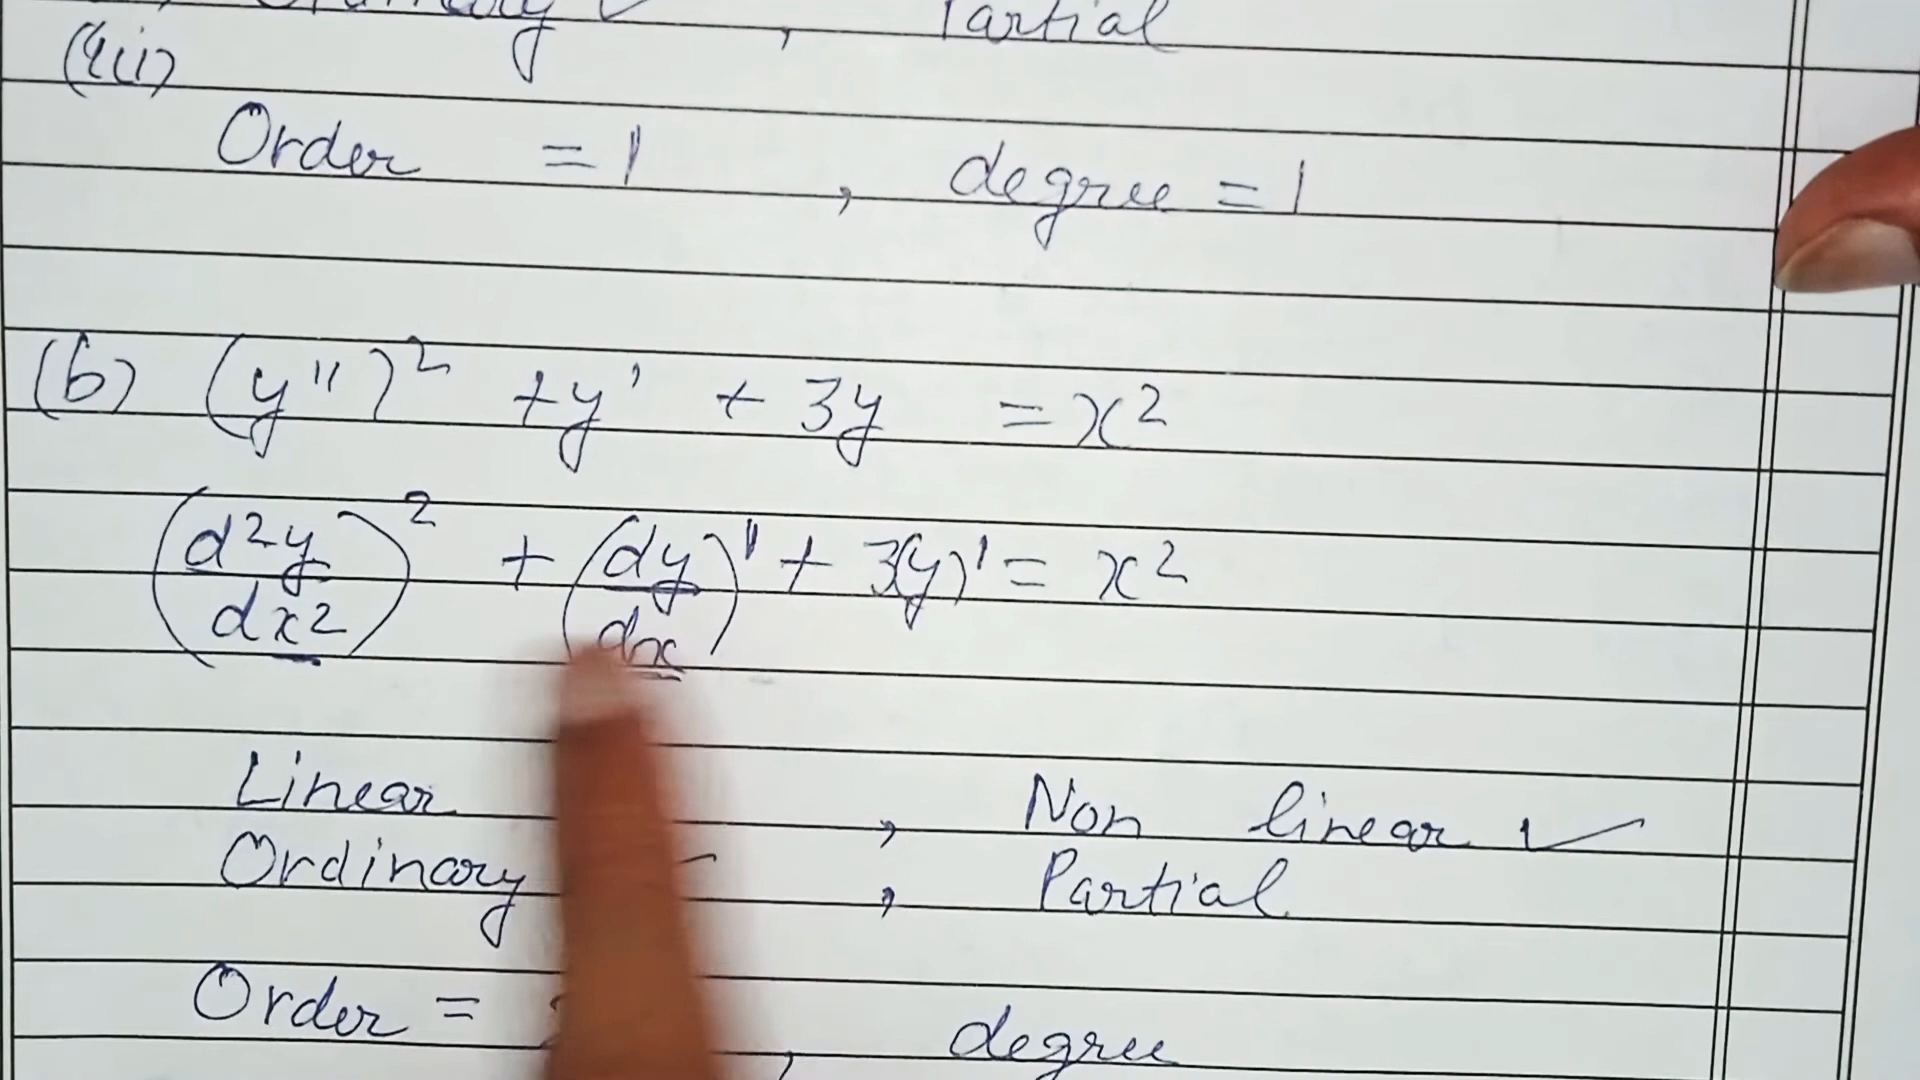 Ordinary ✓ , Partial
(iii)
Order = 1 , degree = 1
(b) (y'')² + y' + 3y = x²
(d²y/dx²)² + (dy/dx)¹ + 3(y)¹ = x²
Linear , Non linear ✓
Ordinary , Partial
Order = , degree